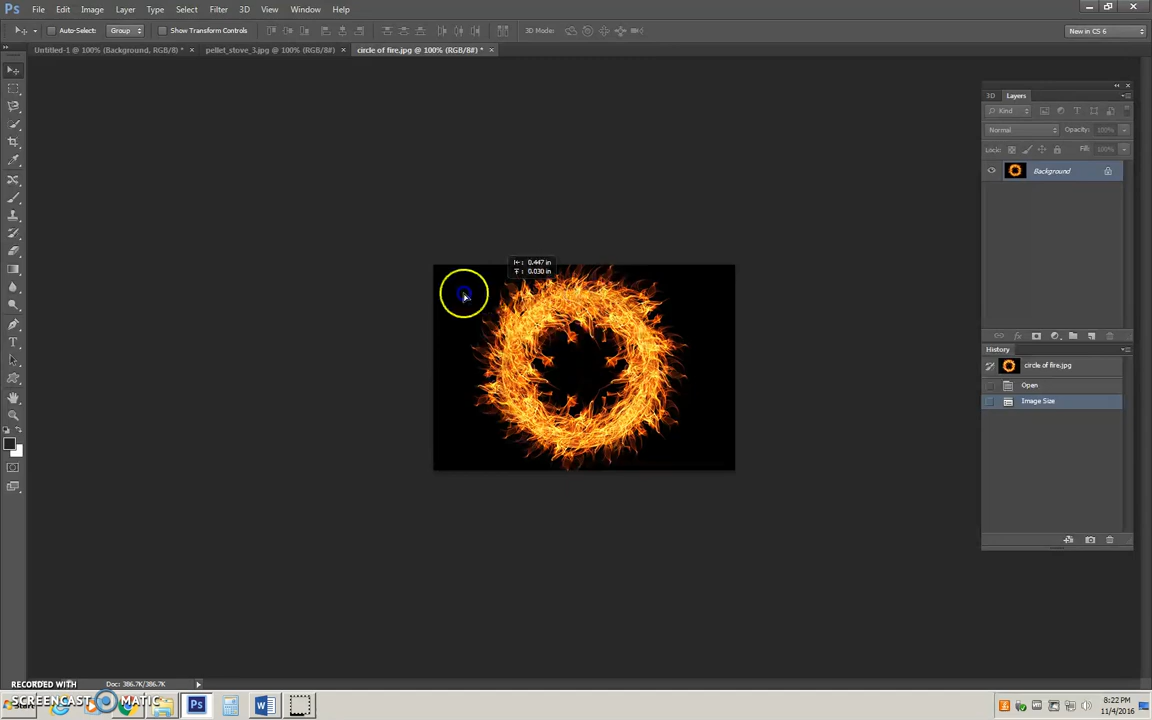 Ps File Edit Image Layer Type Select Filter 3D View Window Help
Auto-Select: Group Show Transform Controls 3D Mode: New in CS 6
Untitled-1 @ 100% (Background, RGB/8) * × pellet_stove_3.jpg @ 100% (RGB/8#) × circle of fire.jpg @ 100% (RGB/8#) * ×
3D Layers
Kind
Normal Opacity: 100%
Lock: Fill: 100%
Background
0.447 in
0.030 in
History
circle of fire.jpg
Open
Image Size
RECORDED WITH
SCREENCAST MATIC
Doc: 386.7K/386.7K
Start
Ps
W
8:22 PM
11/4/2016